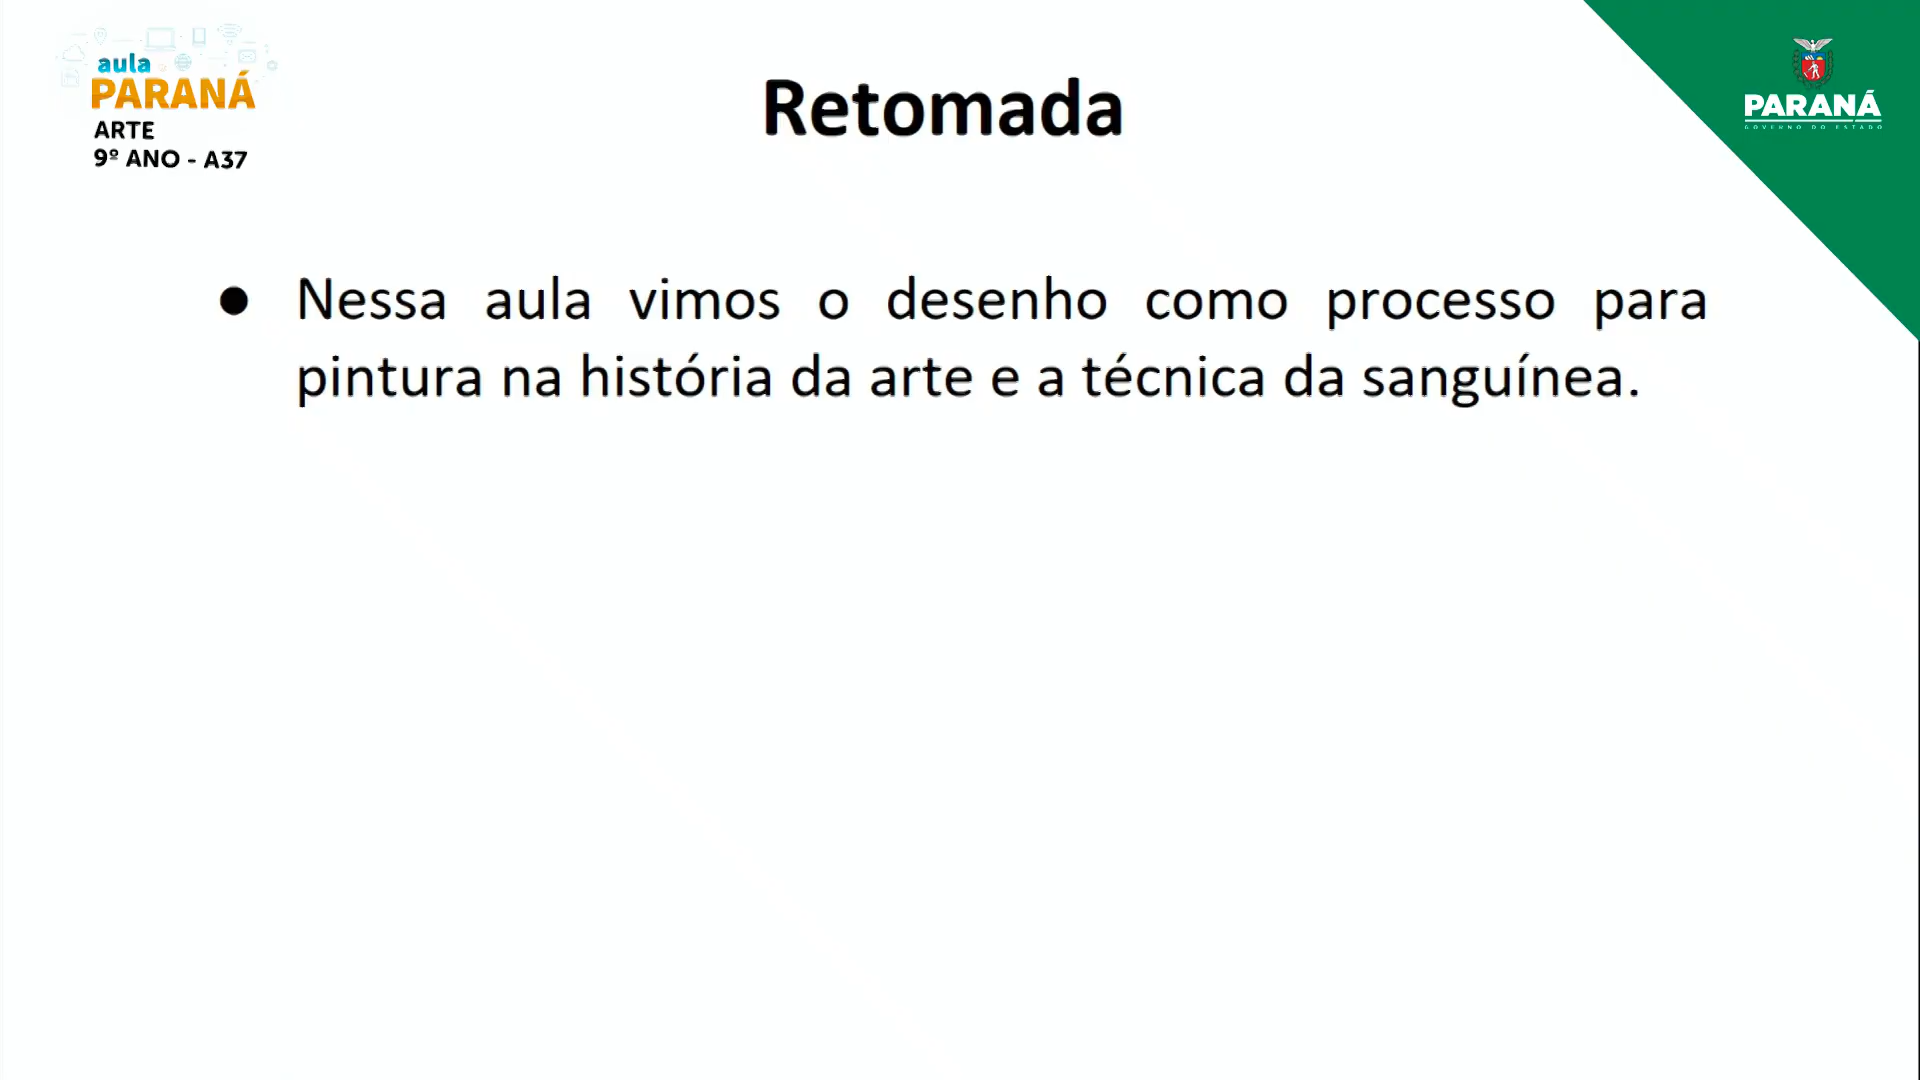 aula
PARANÁ
ARTE
9º ANO - A37
Retomada
PARANÁ
GOVERNO DO ESTADO
● Nessa aula vimos o desenho como processo para
pintura na história da arte e a técnica da sanguínea.